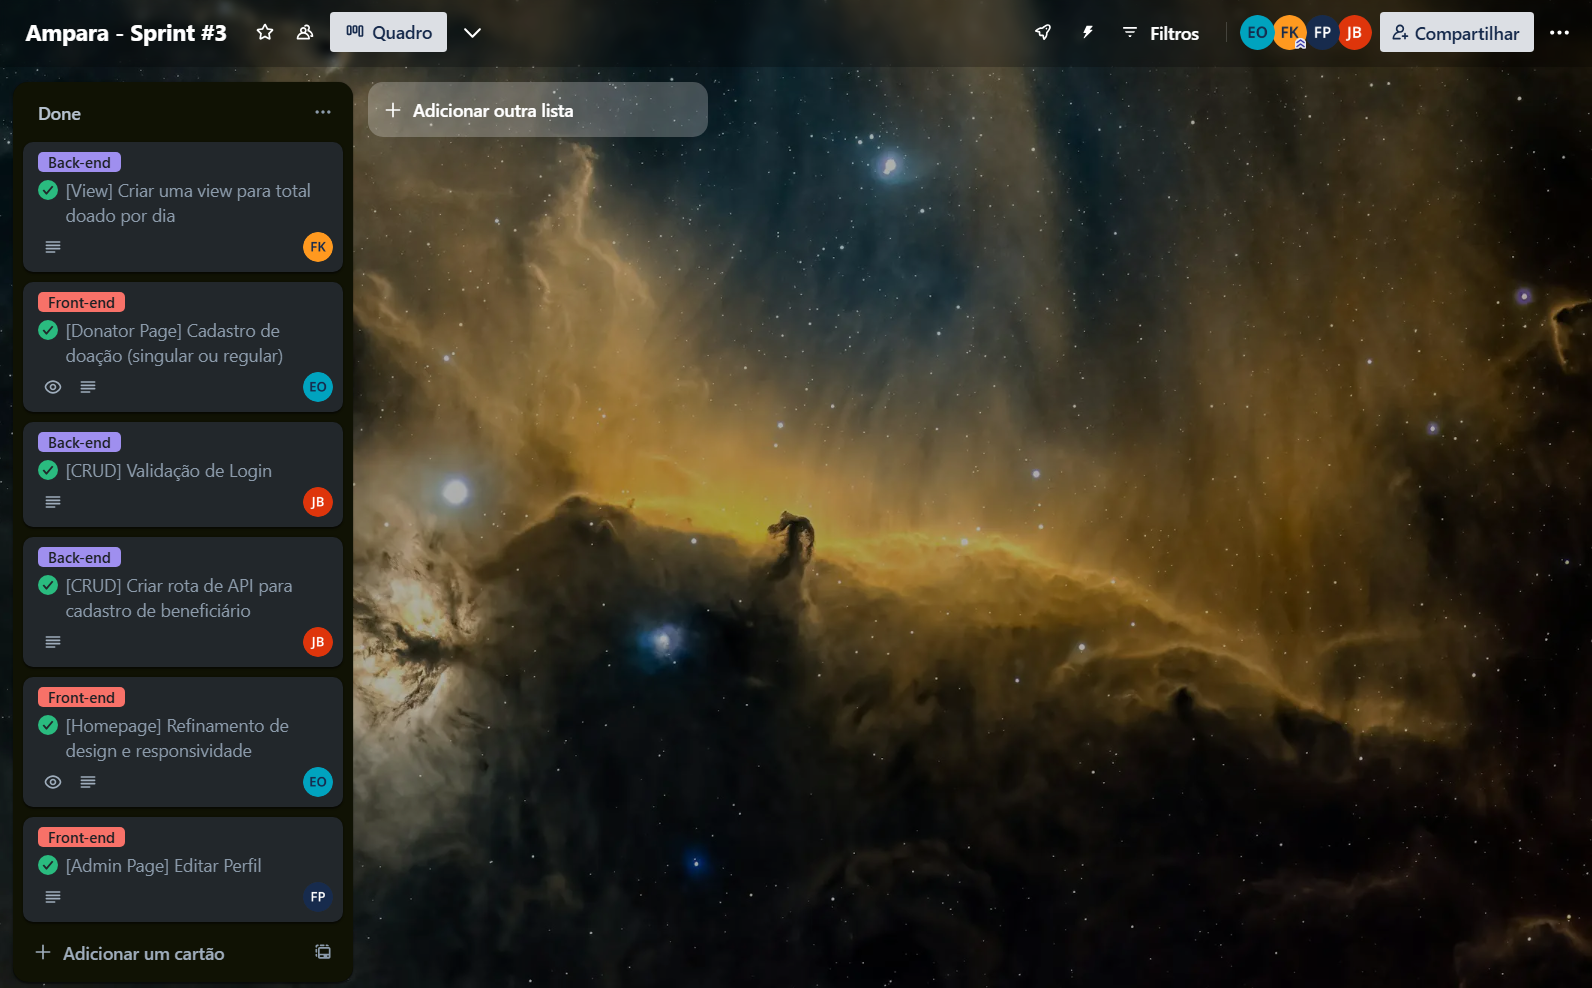 Ampara - Sprint #3
Quadro
Filtros
EO
FK
FP
JB
Compartilhar
Done
Adicionar outra lista
Back-end
[View] Criar uma view para total
doado por dia
FK
Front-end
[Donator Page] Cadastro de
doação (singular ou regular)
EO
Back-end
[CRUD] Validação de Login
JB
Back-end
[CRUD] Criar rota de API para
cadastro de beneficiário
JB
Front-end
[Homepage] Refinamento de
design e responsividade
EO
Front-end
[Admin Page] Editar Perfil
FP
Adicionar um cartão